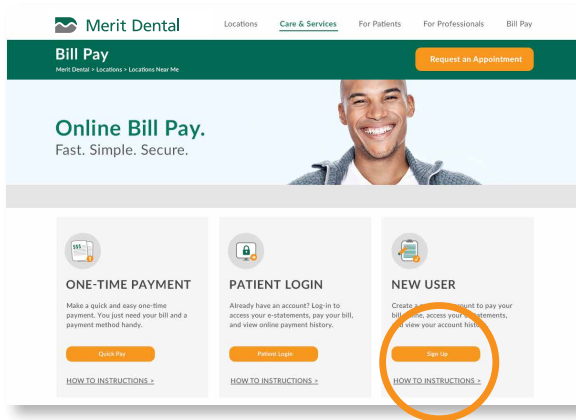 Merit Dental
Locations Care & Services For Patients For Professionals Bill Pay
Bill Pay
Merit Dental > Locations > Locations Near Me
Request an Appointment
Online Bill Pay.
Fast. Simple. Secure.
$$$
ONE-TIME PAYMENT
Make a quick and easy one-time
payment. You just need your bill and a
payment method handy.
Quick Pay
HOW TO INSTRUCTIONS >
PATIENT LOGIN
Already have an account? Log-in to
access your e-statements, pay your bill,
and view online payment history.
Patient Login
HOW TO INSTRUCTIONS >
NEW USER
Create a account to pay your
bill online, access your e-statements,
and view your account history.
Sign Up
HOW TO INSTRUCTIONS >